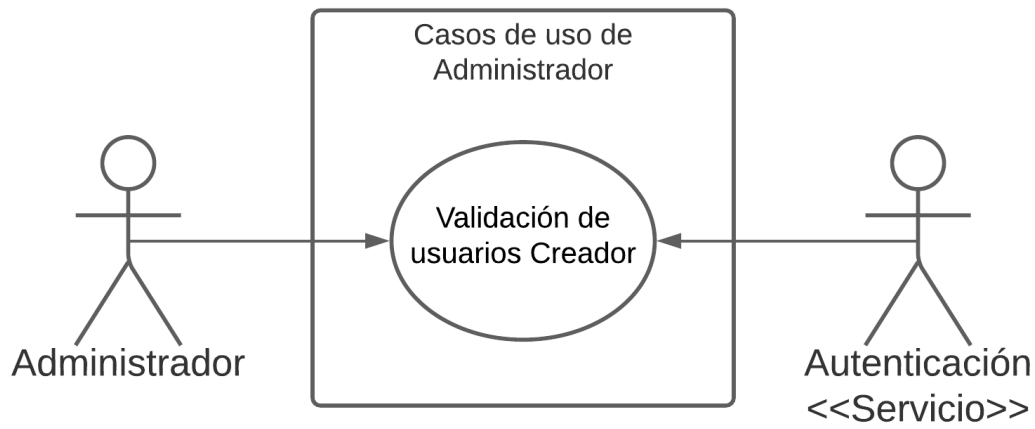 Casos de uso de
Administrador
Validación de
usuarios Creador
Administrador
Autenticación
<<Servicio>>